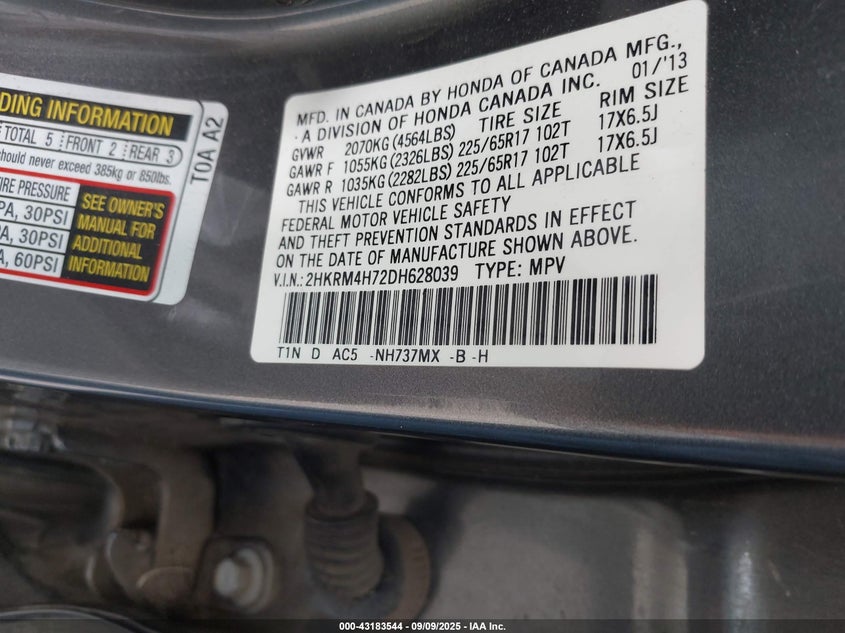 DING INFORMATION
TOTAL 5 FRONT 2 REAR 3
should never exceed 385kg or 850lbs.
TIRE PRESSURE
PA, 30PSI
PA, 30PSI
A, 60PSI
SEE OWNER'S
MANUAL FOR
ADDITIONAL
INFORMATION
TOA A2
MFD. IN CANADA BY HONDA OF CANADA MFG.,
A DIVISION OF HONDA CANADA INC. 01/'13
GVWR 2070KG (4564LBS) TIRE SIZE RIM SIZE
GAWR F 1055KG (2326LBS) 225/65R17 102T 17X6.5J
GAWR R 1035KG (2282LBS) 225/65R17 102T 17X6.5J
THIS VEHICLE CONFORMS TO ALL APPLICABLE
FEDERAL MOTOR VEHICLE SAFETY
AND THEFT PREVENTION STANDARDS IN EFFECT
ON THE DATE OF MANUFACTURE SHOWN ABOVE.
V.I.N.: 2HKRM4H72DH628039 TYPE: MPV
T1N D AC5 -NH737MX -B -H
000-43183544 - 09/09/2025 - IAA Inc.